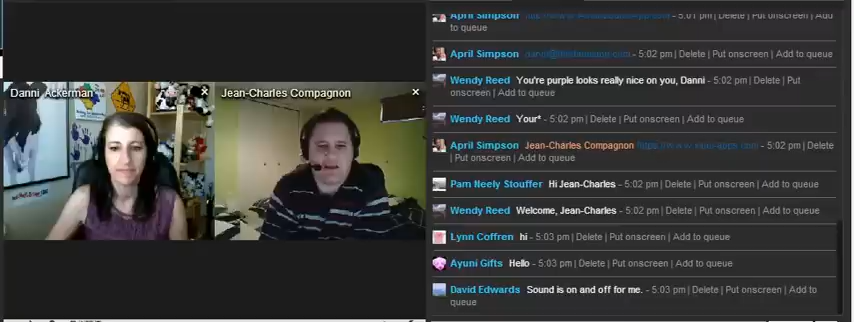 Danni Ackerman
Jean-Charles Compagnon
April Simpson - 5:01 pm | Delete | Put onscreen | Add
to queue
April Simpson - 5:02 pm | Delete | Put onscreen | Add to queue
Wendy Reed You're purple looks really nice on you, Danni - 5:02 pm | Delete | Put
onscreen | Add to queue
Wendy Reed Your* - 5:02 pm | Delete | Put onscreen | Add to queue
April Simpson Jean-Charles Compagnon - 5:02 pm | Delete
| Put onscreen | Add to queue
Pam Neely Stouffer Hi Jean-Charles - 5:02 pm | Delete | Put onscreen | Add to queue
Wendy Reed Welcome, Jean-Charles - 5:02 pm | Delete | Put onscreen | Add to queue
Lynn Coffren hi - 5:03 pm | Delete | Put onscreen | Add to queue
Ayuni Gifts Hello - 5:03 pm | Delete | Put onscreen | Add to queue
David Edwards Sound is on and off for me. - 5:03 pm | Delete | Put onscreen | Add to
queue